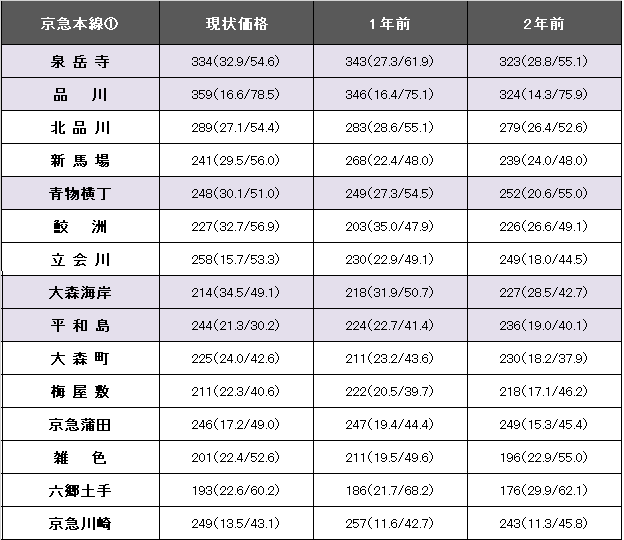 京急本線① 現状価格 1年前 2年前
泉岳寺 334(32.9/54.6) 343(27.3/61.9) 323(28.8/55.1)
品川 359(16.6/78.5) 346(16.4/75.1) 324(14.3/75.9)
北品川 289(27.1/54.4) 283(28.6/55.1) 279(26.4/52.6)
新馬場 241(29.5/56.0) 268(22.4/48.0) 239(24.0/48.0)
青物横丁 248(30.1/51.0) 249(27.3/54.5) 252(20.6/55.0)
鮫洲 227(32.7/56.9) 203(35.0/47.9) 226(26.6/49.1)
立会川 258(15.7/53.3) 230(22.9/49.1) 249(18.0/44.5)
大森海岸 214(34.5/49.1) 218(31.9/50.7) 227(28.5/42.7)
平和島 244(21.3/30.2) 224(22.7/41.4) 236(19.0/40.1)
大森町 225(24.0/42.6) 211(23.2/43.6) 230(18.2/37.9)
梅屋敷 211(22.3/40.6) 222(20.5/39.7) 218(17.1/46.2)
京急蒲田 246(17.2/49.0) 247(19.4/44.4) 249(15.3/45.4)
雑色 201(22.4/52.6) 211(19.5/49.6) 196(22.9/55.0)
六郷土手 193(22.6/60.2) 186(21.7/68.2) 176(29.9/62.1)
京急川崎 249(13.5/43.1) 257(11.6/42.7) 243(11.3/45.8)